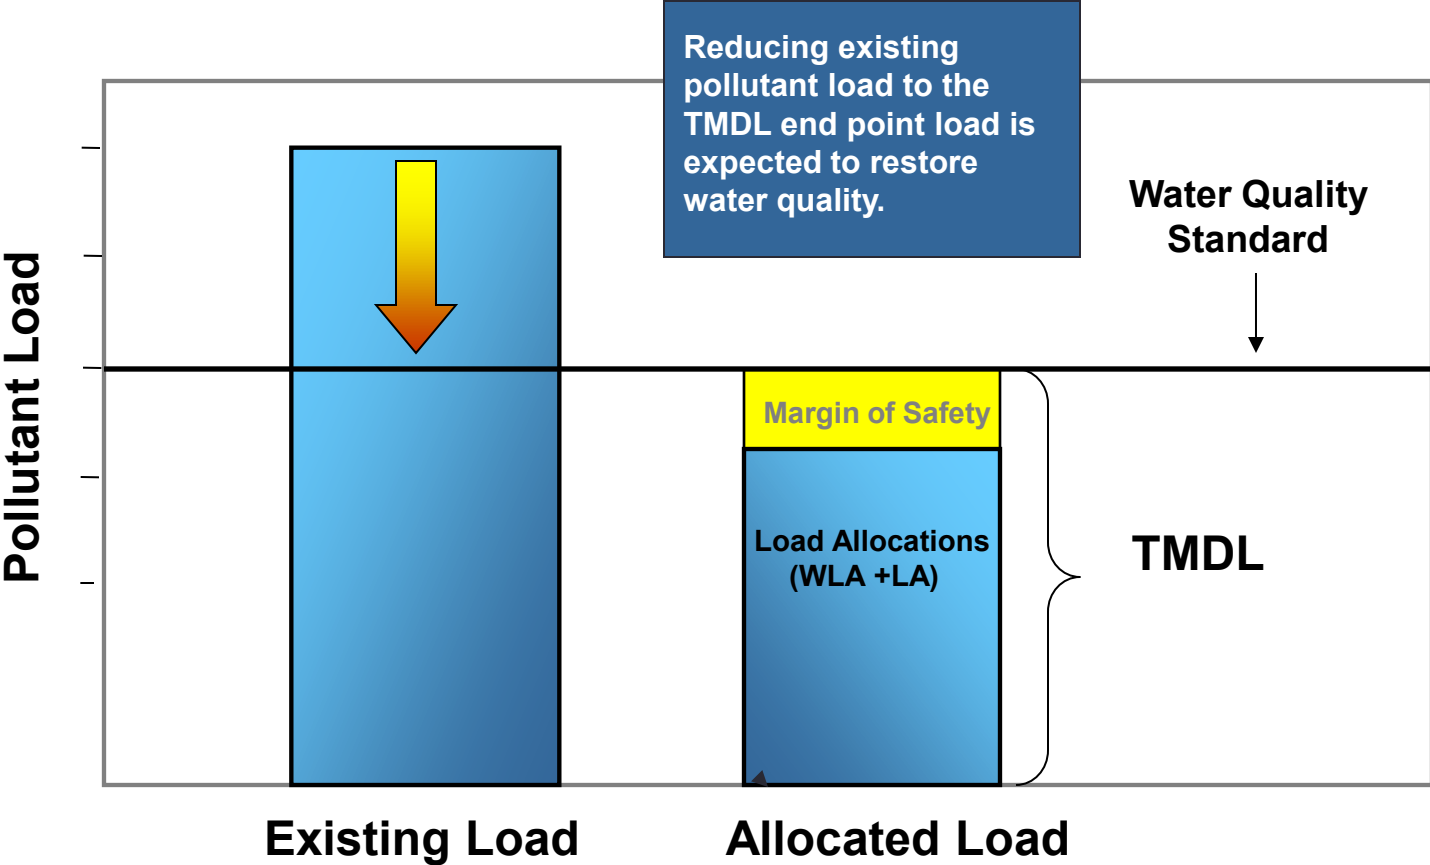 Reducing existing
pollutant load to the
TMDL end point load is
expected to restore
water quality.
Water Quality
Standard
Pollutant Load
Margin of Safety
Load Allocations
(WLA +LA)
TMDL
Existing Load
Allocated Load